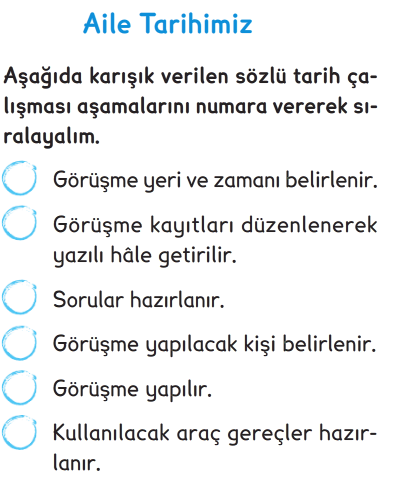 Aile Tarihimiz
Aşağıda karışık verilen sözlü tarih ça-
lışması aşamalarını numara vererek sı-
ralayalım.
Görüşme yeri ve zamanı belirlenir.
Görüşme kayıtları düzenlenerek
yazılı hâle getirilir.
Sorular hazırlanır.
Görüşme yapılacak kişi belirlenir.
Görüşme yapılır.
Kullanılacak araç gereçler hazır-
lanır.